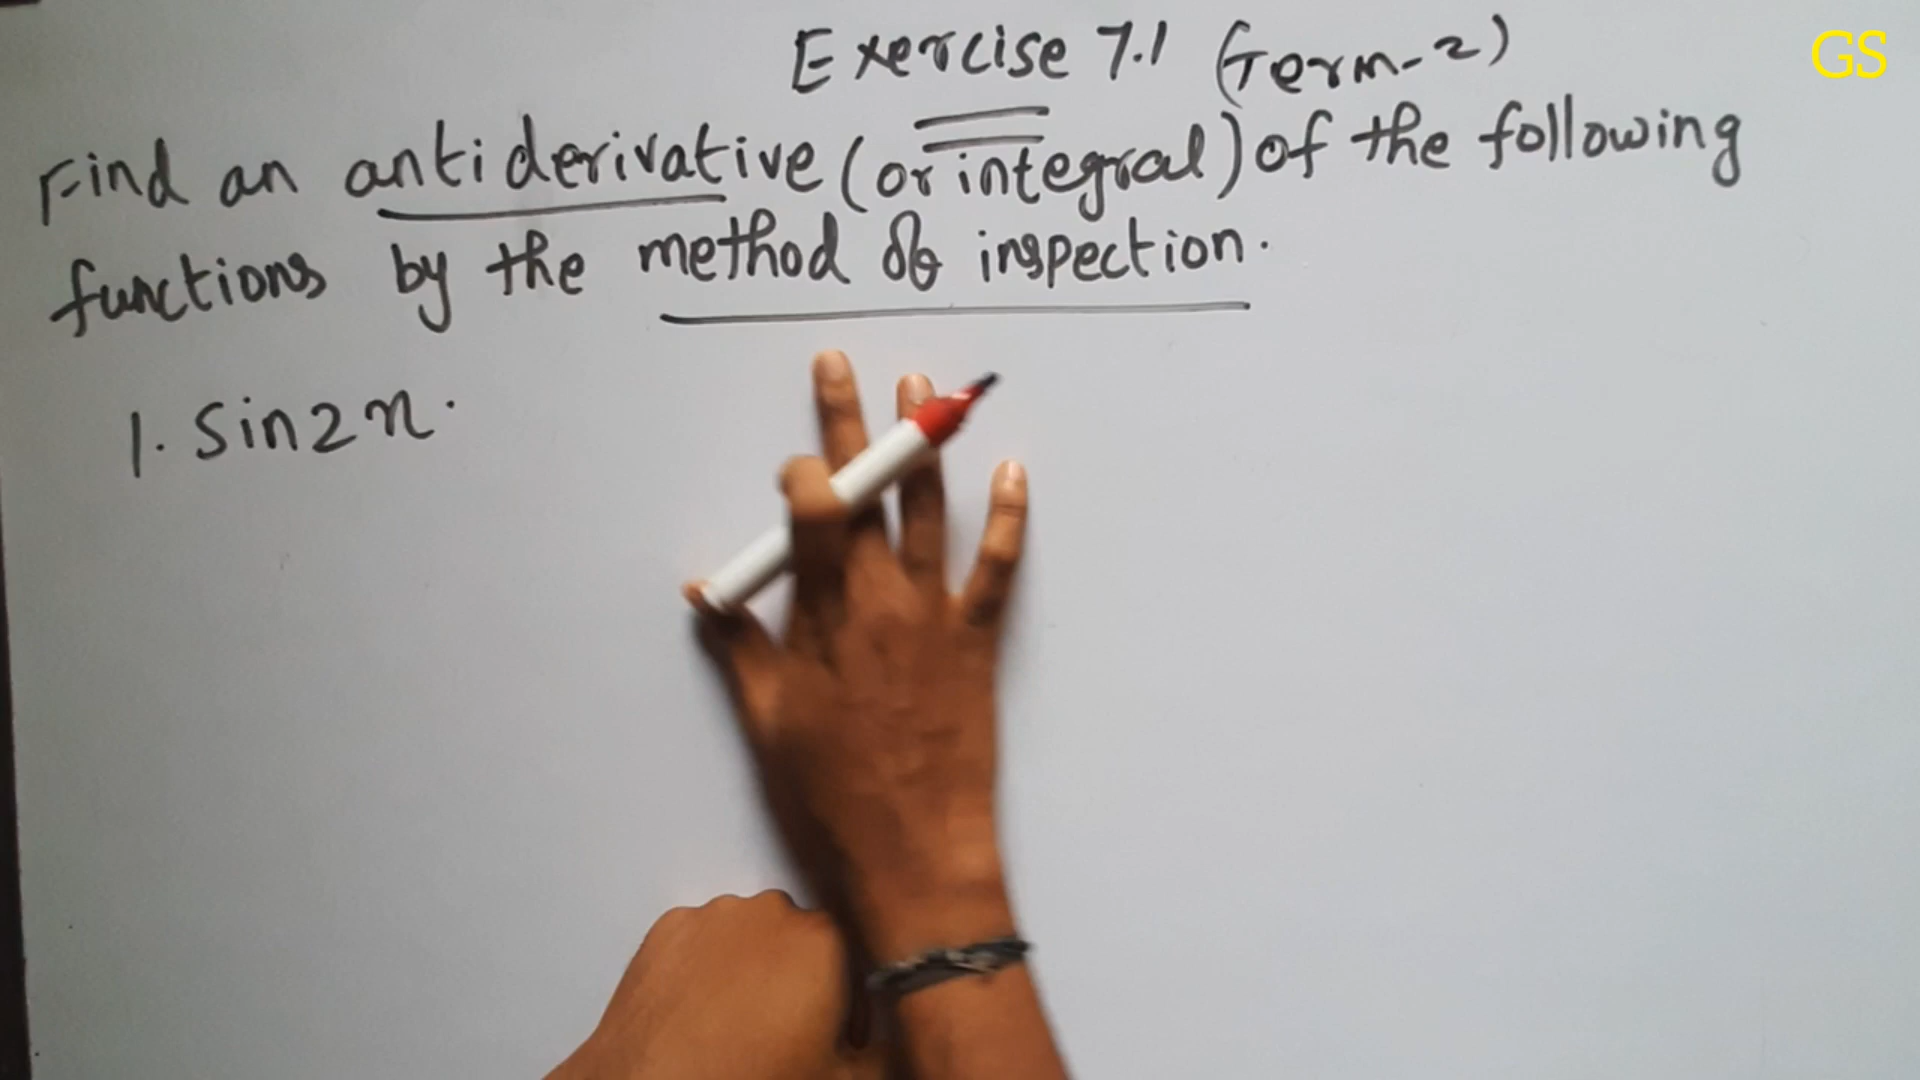 Exercise 7.1 (Term-2)
GS
Find an antiderivative (or integral) of the following
functions by the method of inspection.
1. Sin2x.